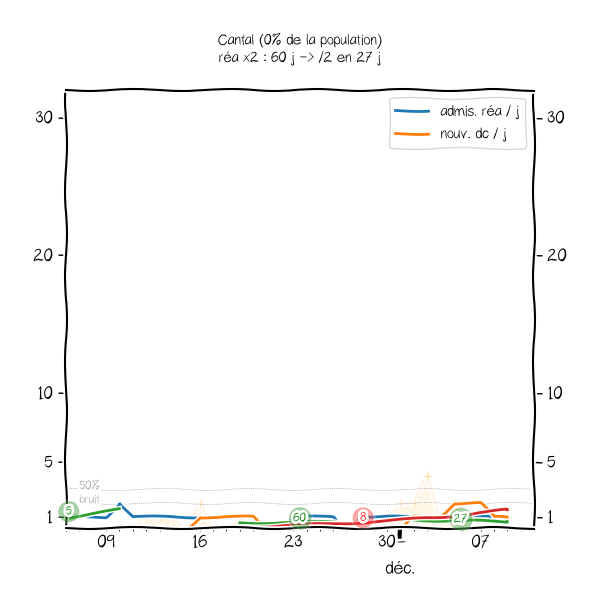 Cantal (0% de la population)
réa x2 : 60 j -> /2 en 27 j
admis. réa / j
nouv. dc / j
30 30
20 20
10 10
5 5
50%
bruit
1 1
5 60 8 27
09 16 23 30 07
déc.